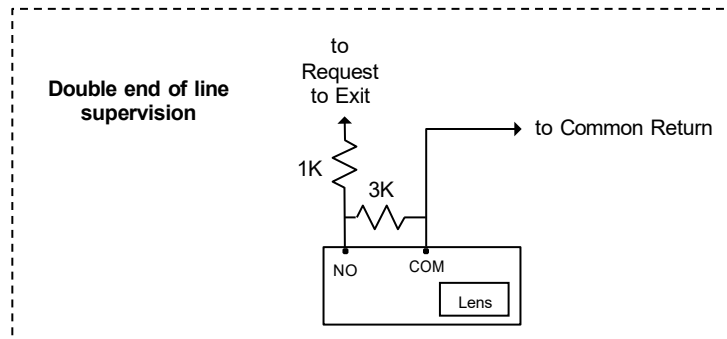 Double end of line
supervision
to
Request
to Exit
to Common Return
1K
3K
NO
COM
Lens